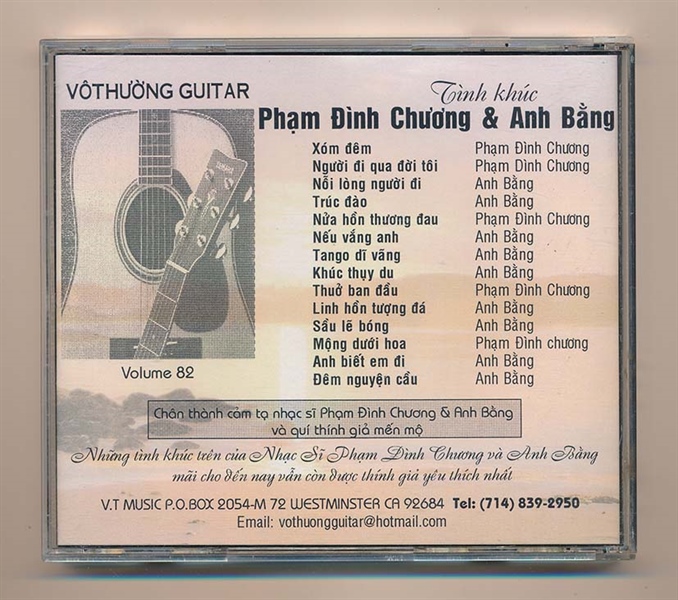 VÔTHƯỜNG GUITAR
Tình khúc
Phạm Đình Chương & Anh Bằng
YAMAHA
Xóm đêm Phạm Đình Chương
Người đi qua đời tôi Phạm Đình Chương
Nỗi lòng người đi Anh Bằng
Trúc đào Anh Bằng
Nửa hồn thương đau Phạm Đình Chương
Nếu vắng anh Anh Bằng
Tango dĩ vãng Anh Bằng
Khúc thụy du Anh Bằng
Thuở ban đầu Phạm Đình Chương
Linh hồn tượng đá Anh Bằng
Sầu lẽ bóng Anh Bằng
Mộng dưới hoa Phạm Đình chương
Anh biết em đi Anh Bằng
Đêm nguyện cầu Anh Bằng
Volume 82
Chân thành cảm tạ nhạc sĩ Phạm Đình Chương & Anh Bằng
và quí thính giả mến mộ
Những tình khúc trên của Nhạc Sĩ Phạm Đình Chương và Anh Bằng
mãi cho đến nay vẫn còn được thính giả yêu thích nhất
V.T MUSIC P.O.BOX 2054-M 72 WESTMINSTER CA 92684 Tel: (714) 839-2950
Email: vothuongguitar@hotmail.com